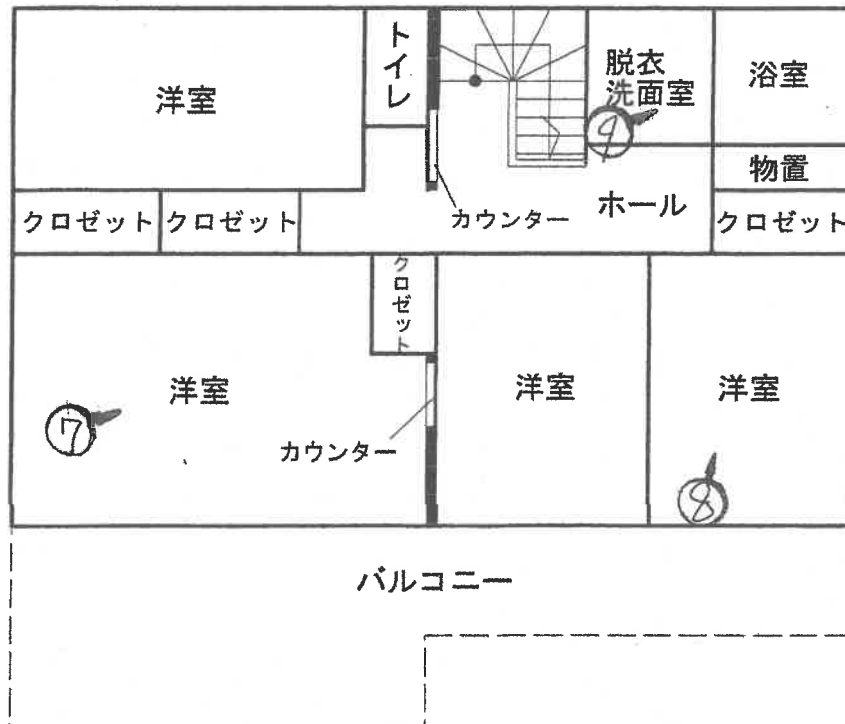 トイレ
洋室
脱衣
洗面室
浴室
9
物置
クロゼット
クロゼット
カウンター
ホール
クロゼット
クロゼット
洋室
洋室
洋室
7
カウンター
8
バルコニー